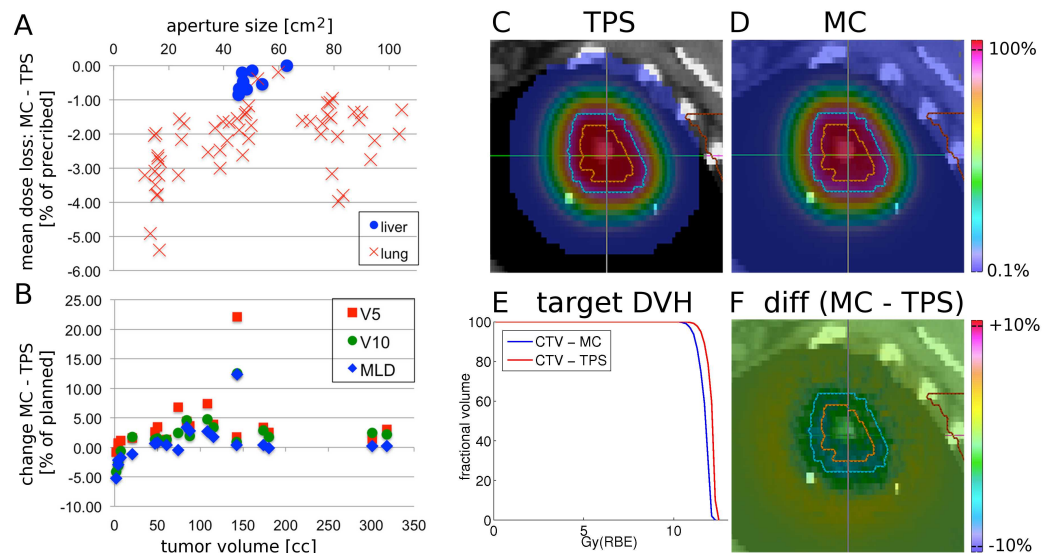 A
aperture size [cm2]
0 20 40 60 80 100
0.00
-1.00
-2.00
-3.00
-4.00
-5.00
-6.00
mean dose loss: MC - TPS
[% of precribed]
liver
lung
B
25.00
20.00
15.00
10.00
5.00
0.00
-5.00
-10.00
change MC - TPS
[% of planned]
V5
V10
MLD
0 50 100 150 200 250 300 350
tumor volume [cc]
C TPS
D MC
100%
0.1%
E target DVH
100
80
60
40
20
0
fractional volume
CTV – MC
CTV – TPS
0 5 10
Gy(RBE)
F diff (MC - TPS)
+10%
-10%